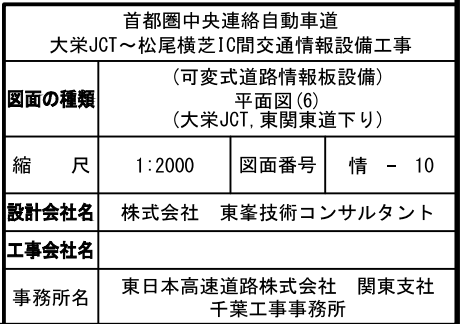 首都圏中央連絡自動車道
大栄JCT～松尾横芝IC間交通情報設備工事
図面の種類
(可変式道路情報板設備)
平面図(6)
(大栄JCT,東関東道下り)
縮　　尺
1:2000
図面番号
情 － 10
設計会社名
株式会社　東峯技術コンサルタント
工事会社名
事務所名
東日本高速道路株式会社　関東支社
千葉工事事務所